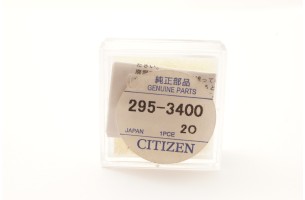 純正部品
GENUINE PARTS
295-3400
20
JAPAN 1PCE
CITIZEN